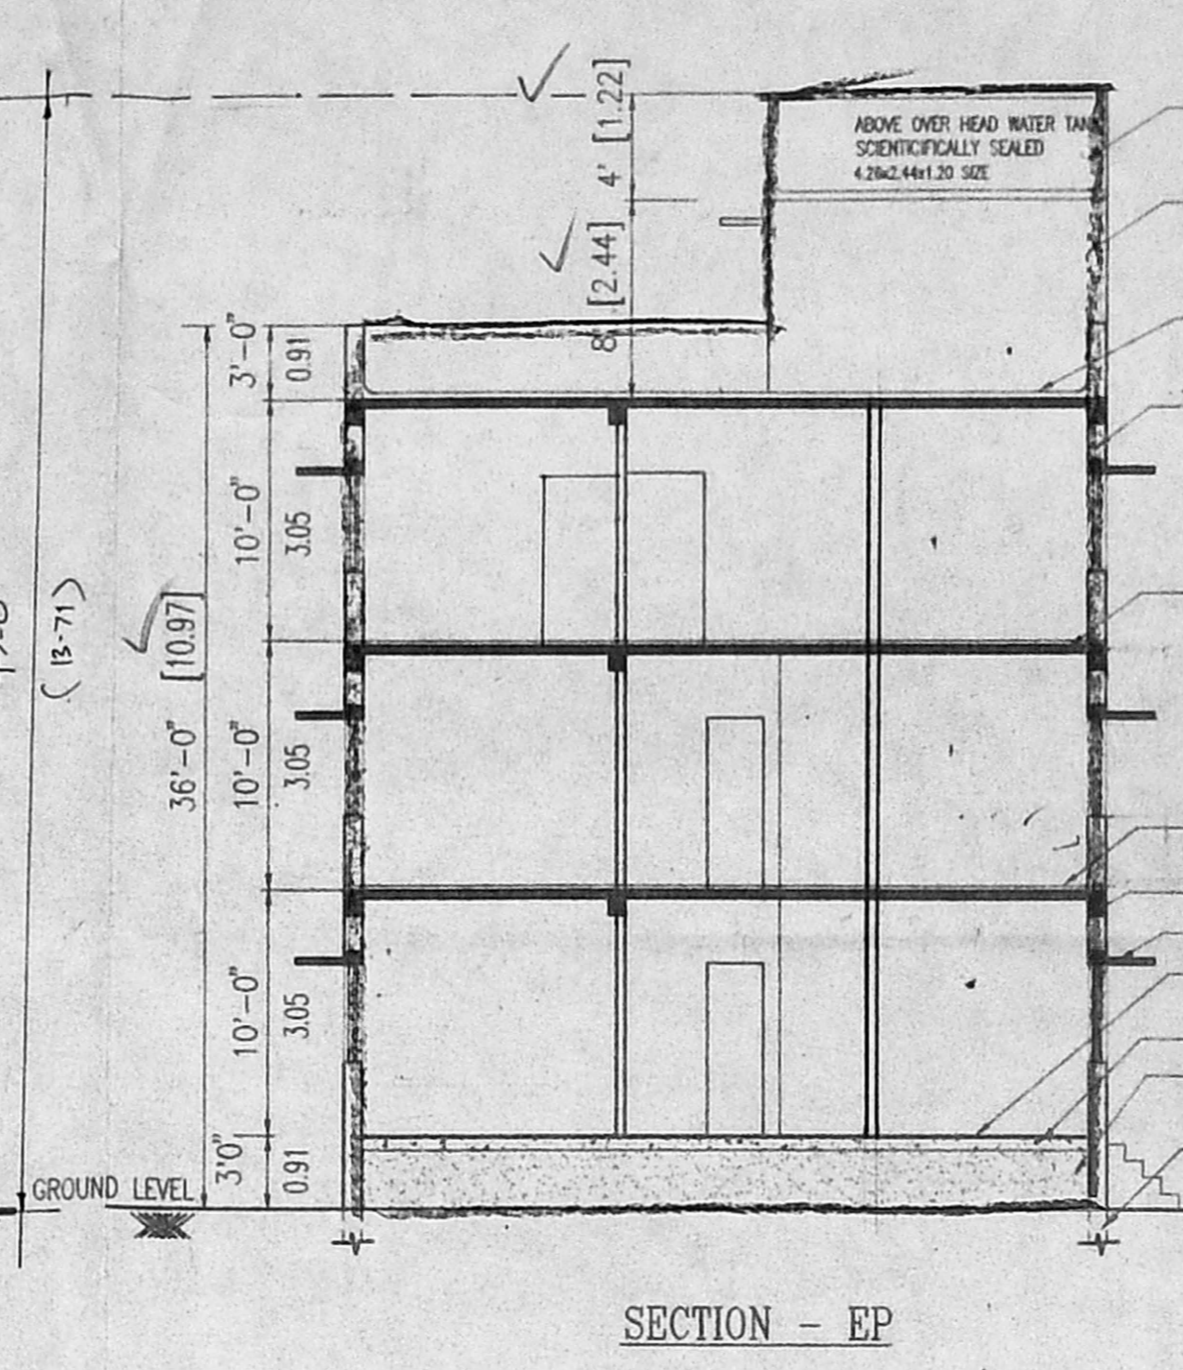 4' [1.22]
ABOVE OVER HEAD WATER TAN
SCIENTICIFICALLY SEALED
4.26x2.44x1.20 SIZE
8 [2.44]
3'-0"
0.91
10'-0"
3.05
(13-71)
36'-0" [10.97]
10'-0"
3.05
10'-0"
3.05
3'0"
0.91
GROUND LEVEL
SECTION - EP